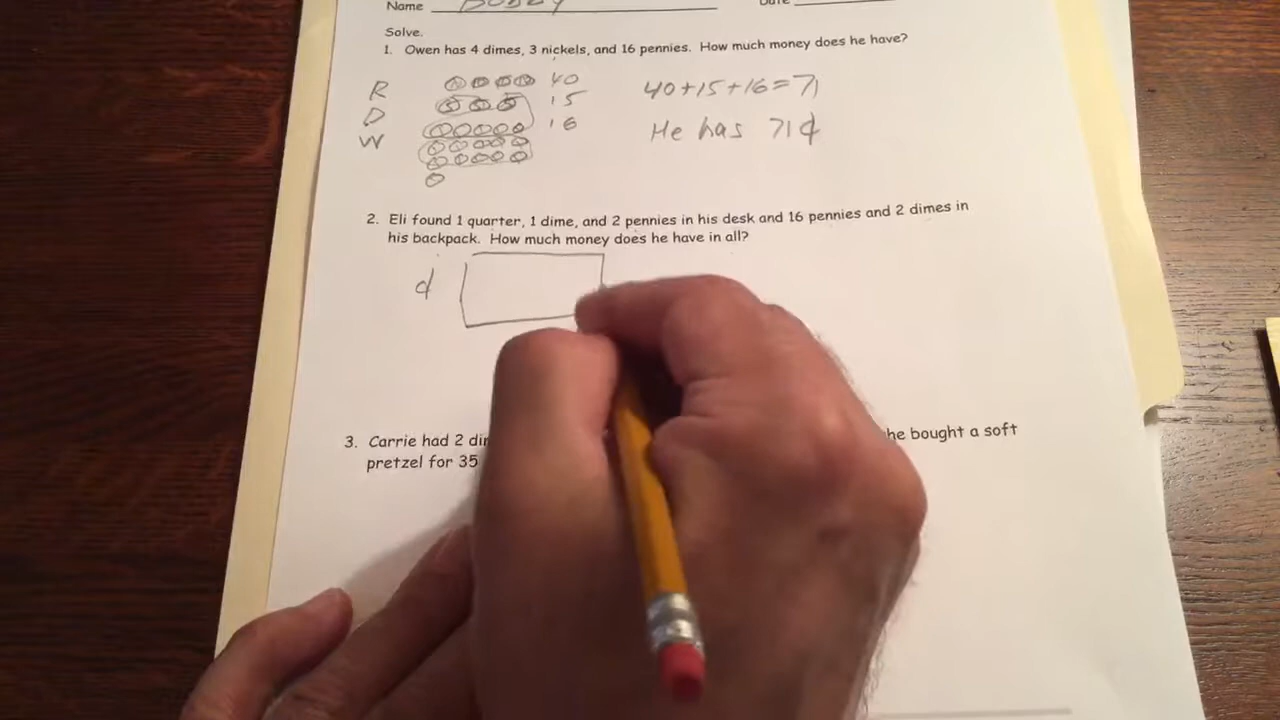 Name
Solve.
1. Owen has 4 dimes, 3 nickels, and 16 pennies. How much money does he have?
R 40 40+15+16=71
D 15
W 16 He has 71¢
2. Eli found 1 quarter, 1 dime, and 2 pennies in his desk and 16 pennies and 2 dimes in
his backpack. How much money does he have in all?
d
3. Carrie had 2 he bought a soft
pretzel for 35